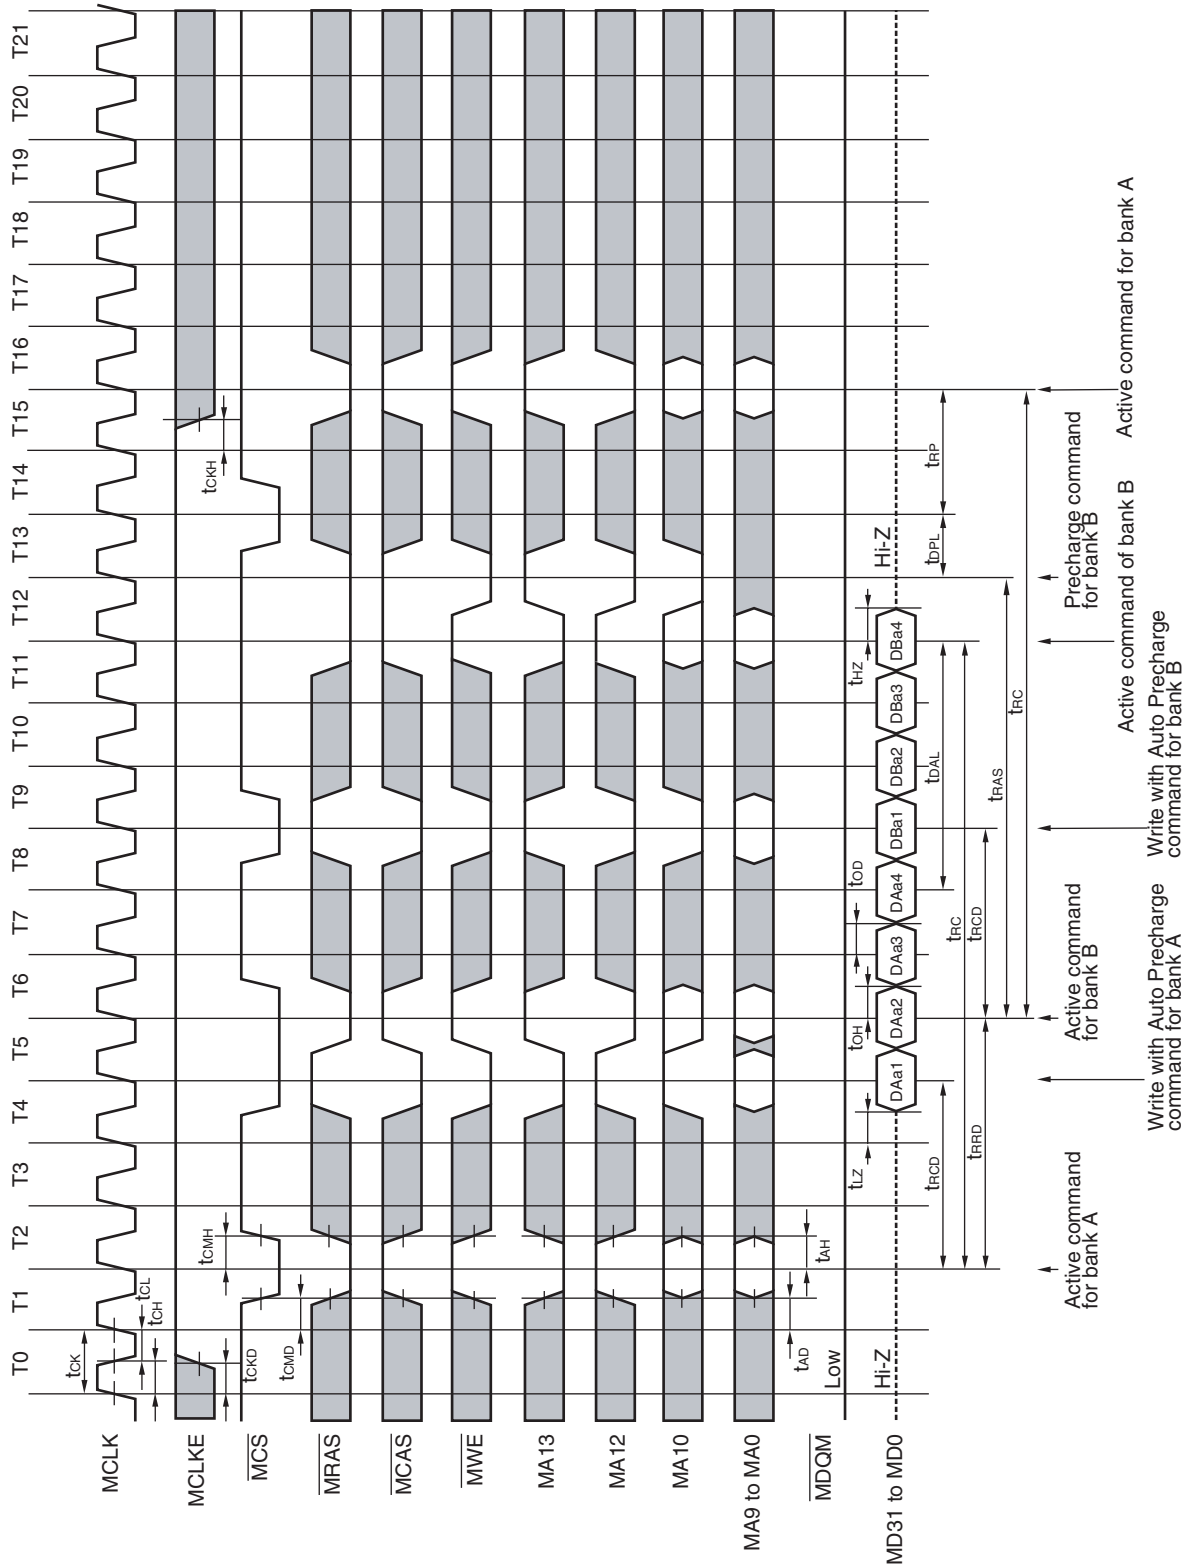 T0 T1 T2 T3 T4 T5 T6 T7 T8 T9 T10 T11 T12 T13 T14 T15 T16 T17 T18 T19 T20 T21
MCLK
tCK
tCH
tCL
MCLKE
tCKD
tCKH
MCS
tCMD
tCMH
MRAS
MCAS
MWE
MA13
MA12
MA10
MA9 to MA0
tAD
tAH
MDQM
Low
MD31 to MD0
Hi-Z
tLZ
DAa1 DAa2 DAa3 DAa4 DBa1 DBa2 DBa3 DBa4
tOH
tOD
tHZ
Hi-Z
tRCD
tDAL
tDPL
tRP
tRC
tRRD
tRCD
tRAS
tRC
Active command
for bank A
Write with Auto Precharge
command for bank A
Active command
for bank B
Write with Auto Precharge
command for bank B
Active command of bank B
Precharge command
for bank B
Active command for bank A